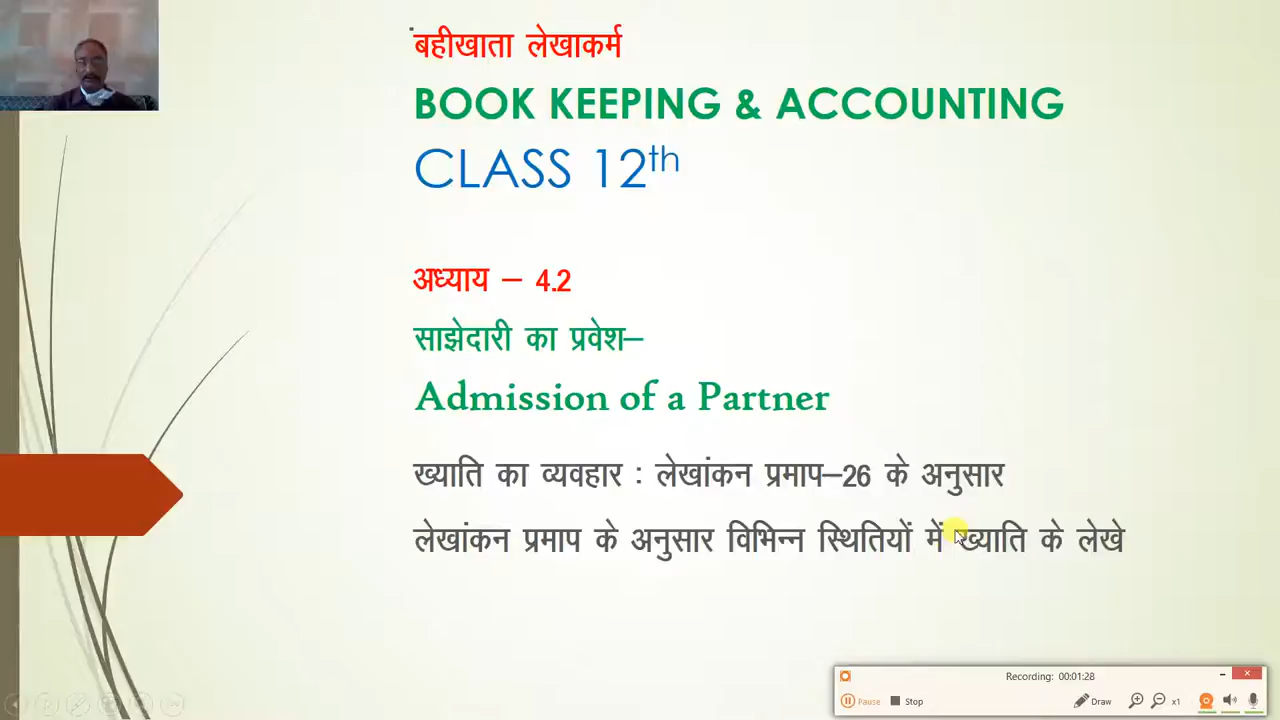 बहीखाता लेखाकर्म
BOOK KEEPING & ACCOUNTING
CLASS 12th
अध्याय – 4.2
साझेदारी का प्रवेश–
Admission of a Partner
ख्याति का व्यवहार : लेखांकन प्रमाप–26 के अनुसार
लेखांकन प्रमाप के अनुसार विभिन्न स्थितियों में ख्याति के लेखे
Recording: 00:01:28
Pause Stop Draw x1